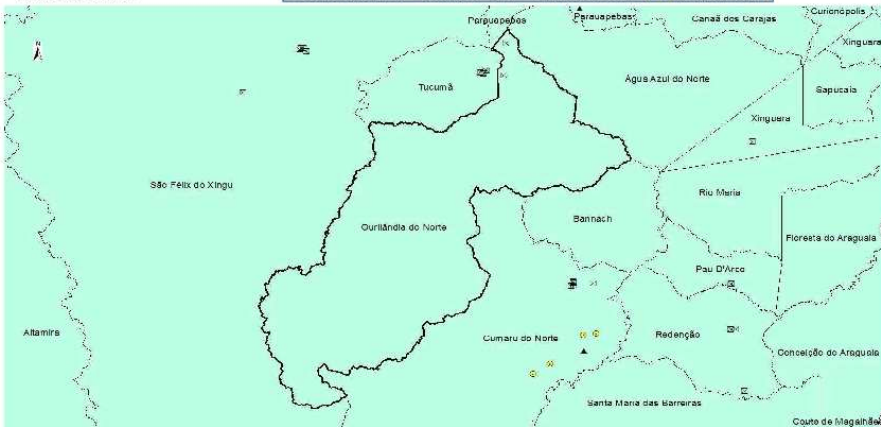 Parauapebas
Parauapebas
Canaã dos Carajas
Curionópolis
N
Xinguara
Tucumã
Água Azul do Norte
Sapucaia
Xinguara
São Félix do Xingu
Rio Maria
Bannach
Ourilândia do Norte
Floresta do Araguaia
Pau D'Arco
Altamira
Cumaru do Norte
Redenção
Conceição do Araguaia
Santa Maria das Barreiras
Couto de Magalhães